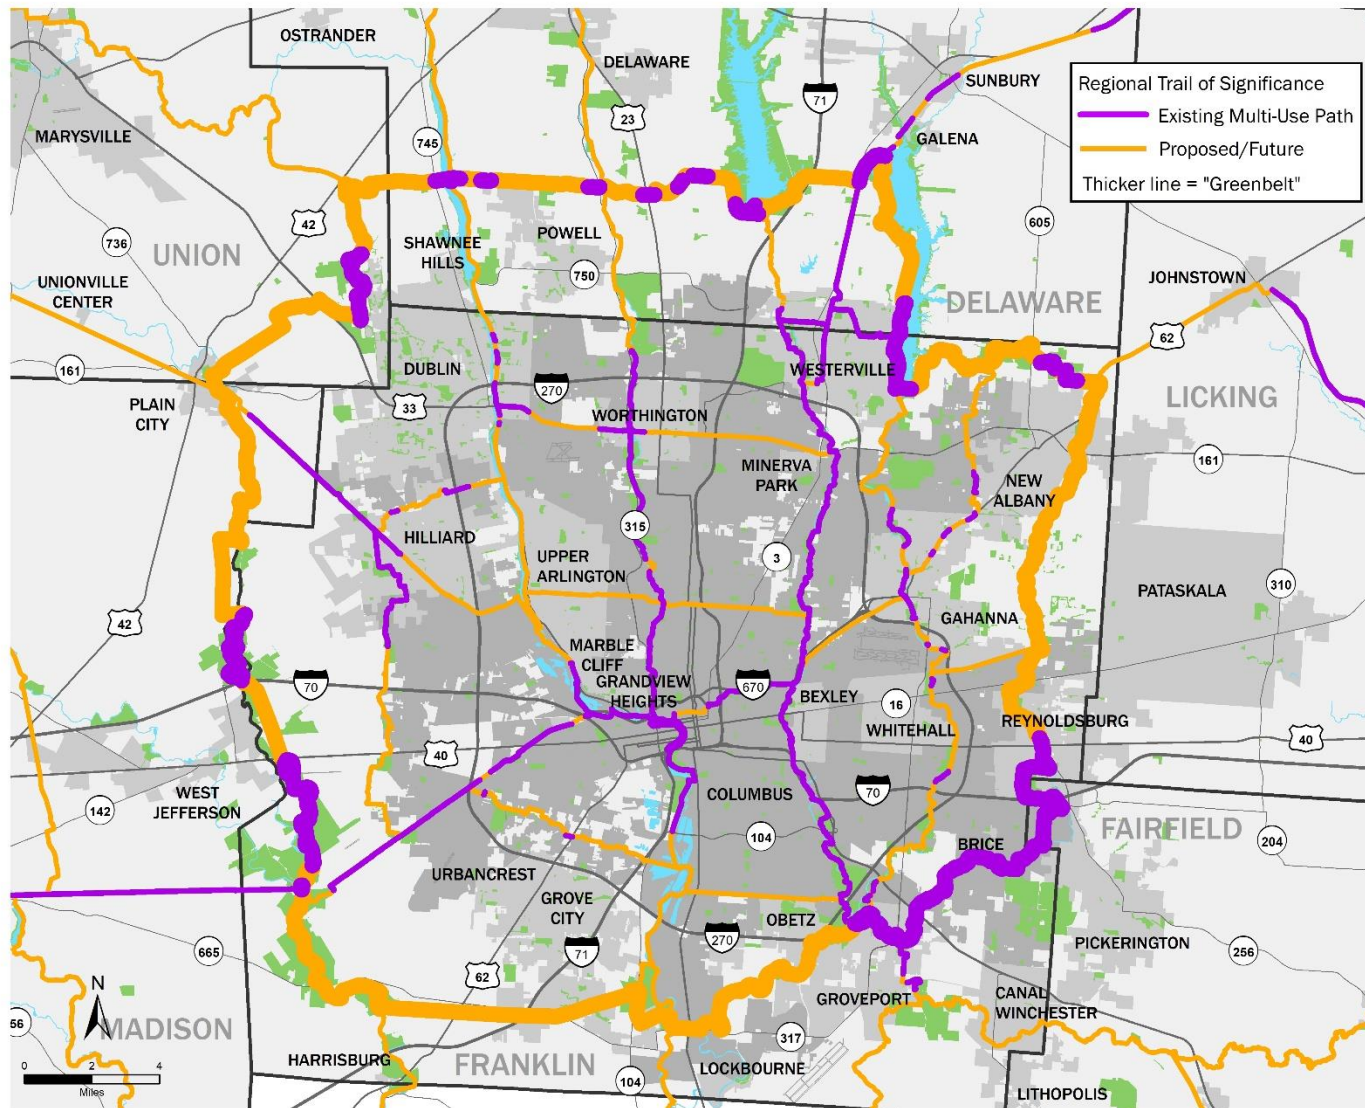 OSTRANDER
DELAWARE
SUNBURY
71
23
MARYSVILLE
745
GALENA
Regional Trail of Significance
Existing Multi-Use Path
Proposed/Future
Thicker line = "Greenbelt"
42
736
UNION
SHAWNEE
HILLS
POWELL
750
605
UNIONVILLE
CENTER
JOHNSTOWN
DELAWARE
62
161
DUBLIN
WESTERVILLE
270
33
LICKING
PLAIN
CITY
WORTHINGTON
MINERVA
PARK
161
NEW
ALBANY
315
HILLIARD
UPPER
ARLINGTON
3
PATASKALA
310
42
GAHANNA
MARBLE
CLIFF
GRANDVIEW
HEIGHTS
70
670
BEXLEY
16
WHITEHALL
REYNOLDSBURG
40
40
WEST
JEFFERSON
142
COLUMBUS
70
104
FAIRFIELD
204
BRICE
URBANCREST
GROVE
CITY
OBETZ
270
71
665
62
PICKERINGTON
256
N
GROVEPORT
CANAL
WINCHESTER
56
MADISON
317
HARRISBURG
FRANKLIN
LOCKBOURNE
104
0 2 4
Miles
LITHOPOLIS